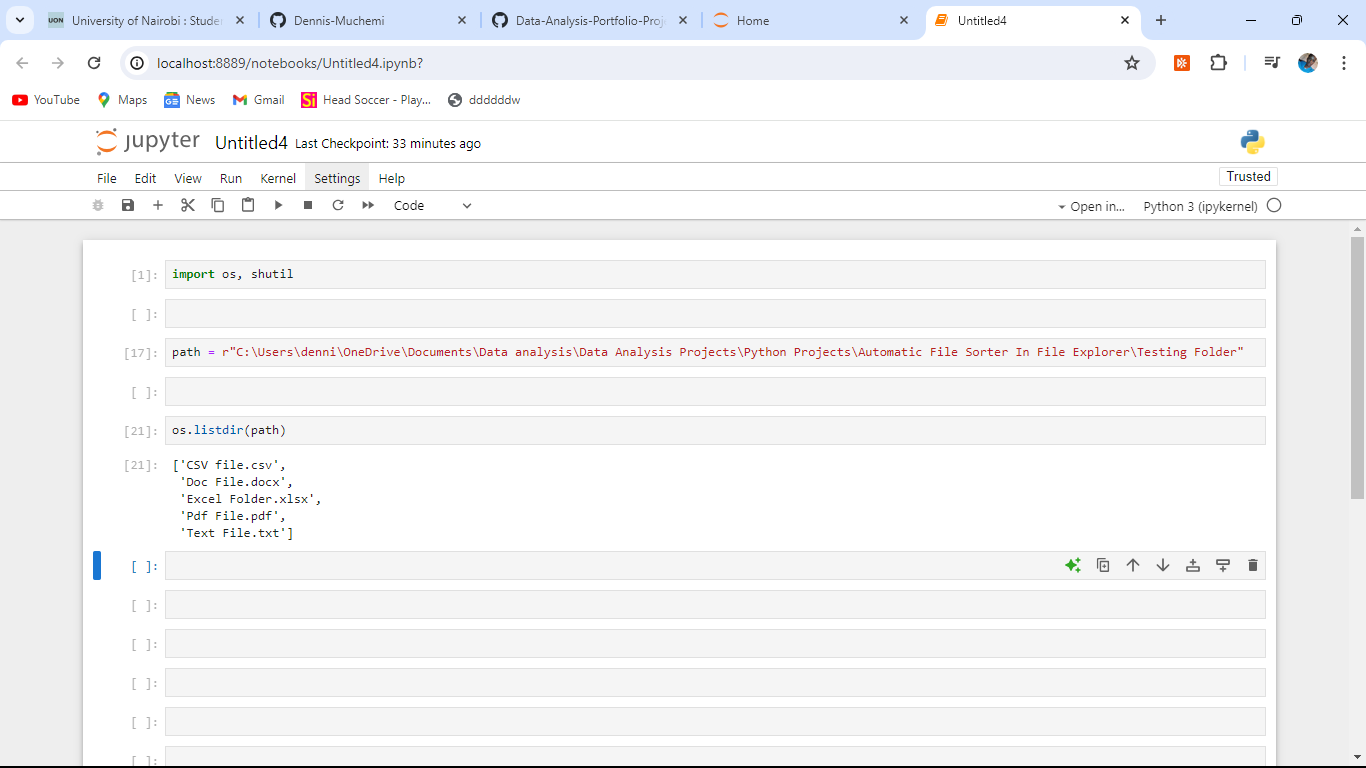 UON University of Nairobi : Stude
Dennis-Muchemi
Data-Analysis-Portfolio-Proj
Home
Untitled4
localhost:8889/notebooks/Untitled4.ipynb?
YouTube
Maps
News
Gmail
Si Head Soccer - Play...
ddddddw
jupyter Untitled4 Last Checkpoint: 33 minutes ago
File Edit View Run Kernel Settings Help
Trusted
Code
Open in...
Python 3 (ipykernel)
[1]: import os, shutil
[ ]:
[17]: path = r"C:\Users\denni\OneDrive\Documents\Data analysis\Data Analysis Projects\Python Projects\Automatic File Sorter In File Explorer\Testing Folder"
[ ]:
[21]: os.listdir(path)
[21]: ['CSV file.csv',
'Doc File.docx',
'Excel Folder.xlsx',
'Pdf File.pdf',
'Text File.txt']
[ ]:
[ ]:
[ ]:
[ ]:
[ ]:
[ ]: